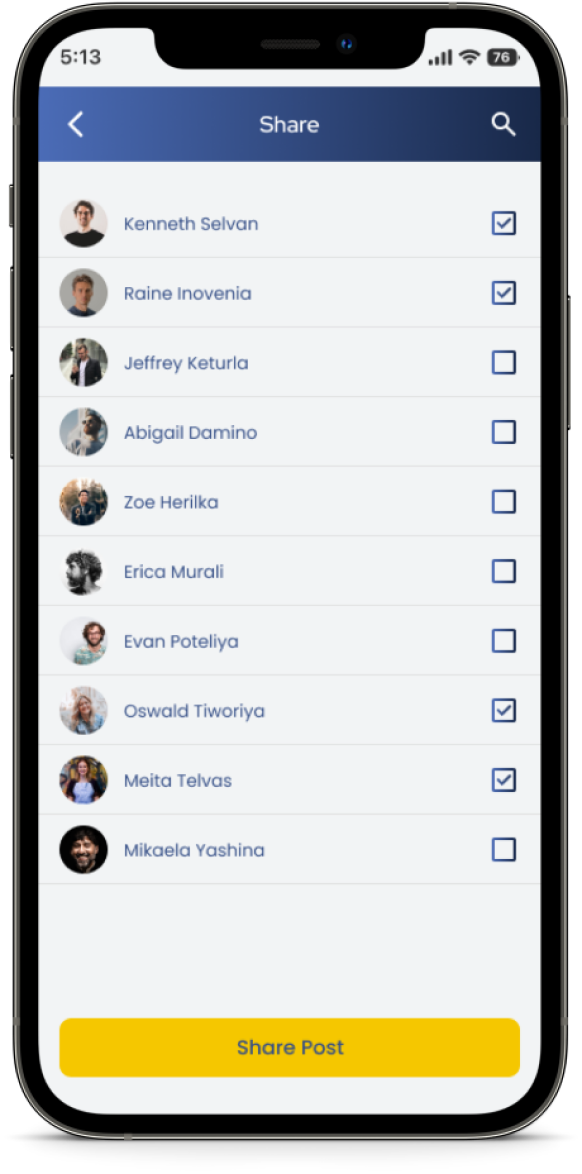 5:13
76
Share
Kenneth Selvan
Raine Inovenia
Jeffrey Keturla
Abigail Damino
Zoe Herilka
Erica Murali
Evan Poteliya
Oswald Tiworiya
Meita Telvas
Mikaela Yashina
Share Post